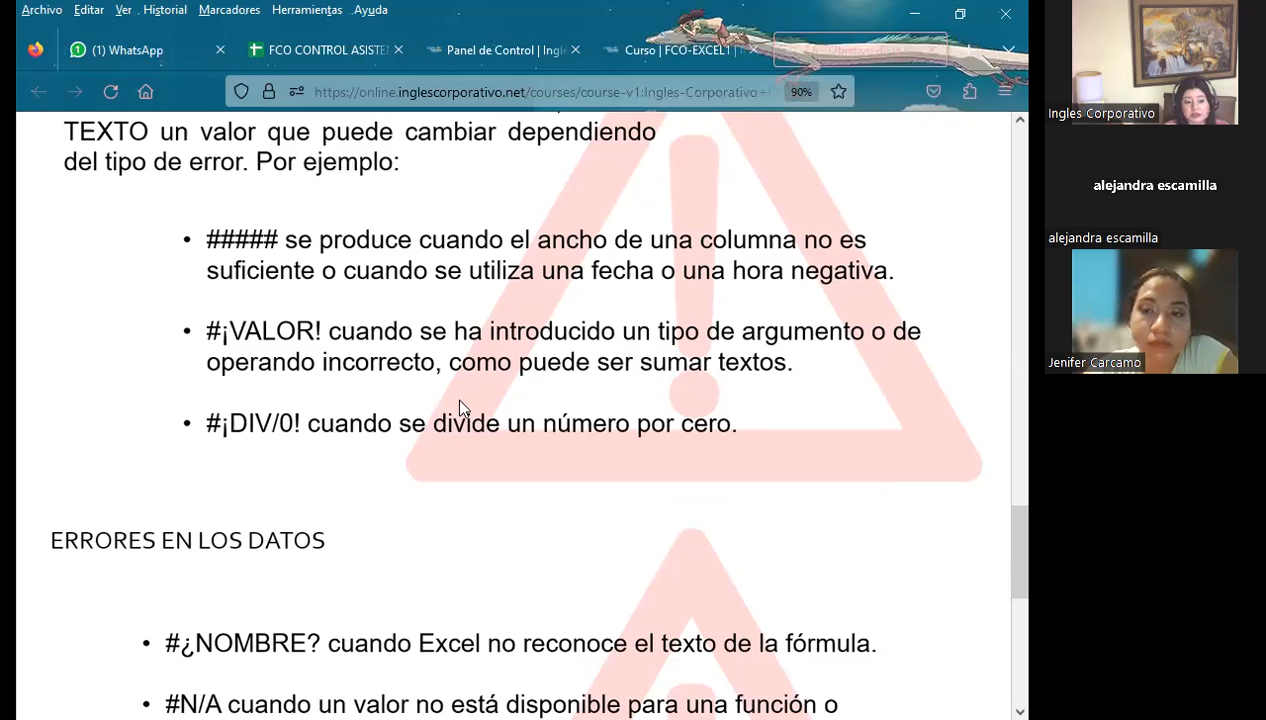 Archivo Editar Ver Historial Marcadores Herramientas Ayuda
(1) WhatsApp
FCO CONTROL ASISTE
Panel de Control | Ingl
Curso | FCO-EXCEL1 |
https://online.inglescorporativo.net/courses/course-v1:Ingles-Corporativo+
90%
TEXTO un valor que puede cambiar dependiendo
del tipo de error. Por ejemplo:
• ##### se produce cuando el ancho de una columna no es
suficiente o cuando se utiliza una fecha o una hora negativa.
• #¡VALOR! cuando se ha introducido un tipo de argumento o de
operando incorrecto, como puede ser sumar textos.
• #¡DIV/0! cuando se divide un número por cero.
ERRORES EN LOS DATOS
• #¿NOMBRE? cuando Excel no reconoce el texto de la fórmula.
• #N/A cuando un valor no está disponible para una función o
Ingles Corporativo
alejandra escamilla
alejandra escamilla
Jenifer Carcamo